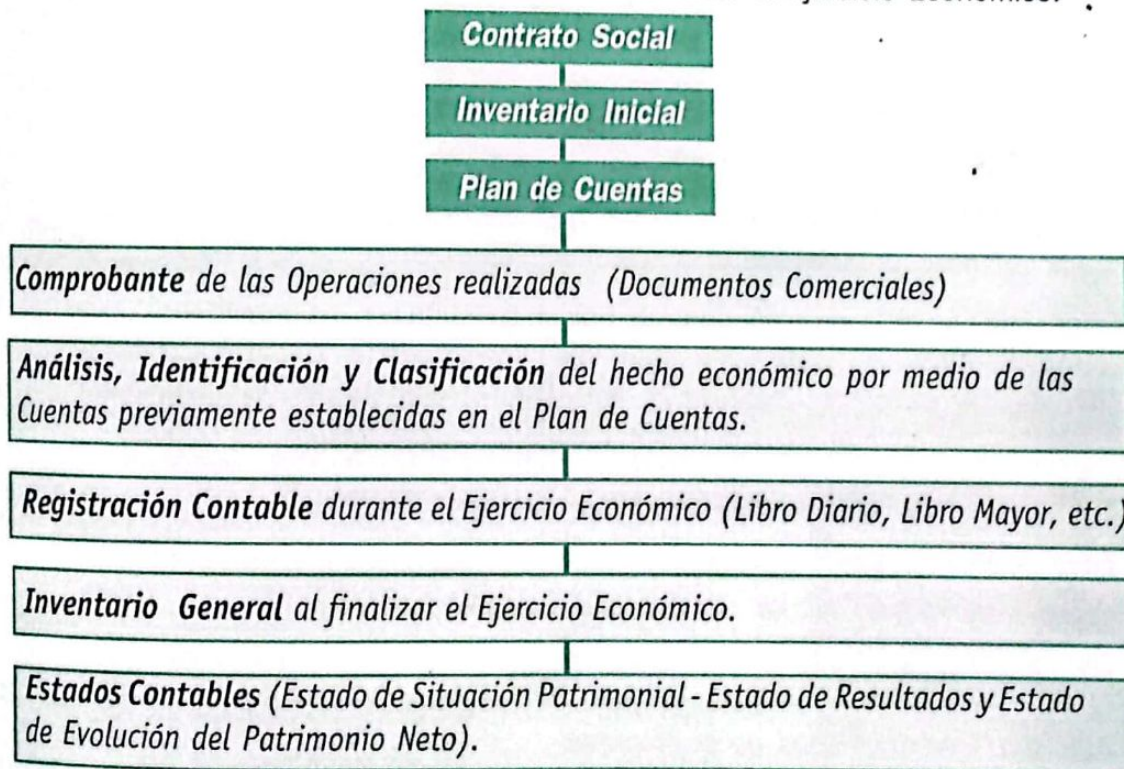 Económico.
Contrato Social
Inventario Inicial
Plan de Cuentas
Comprobante de las Operaciones realizadas (Documentos Comerciales)
Análisis, Identificación y Clasificación del hecho económico por medio de las
Cuentas previamente establecidas en el Plan de Cuentas.
Registración Contable durante el Ejercicio Económico (Libro Diario, Libro Mayor, etc.)
Inventario General al finalizar el Ejercicio Económico.
Estados Contables (Estado de Situación Patrimonial - Estado de Resultados y Estado
de Evolución del Patrimonio Neto).